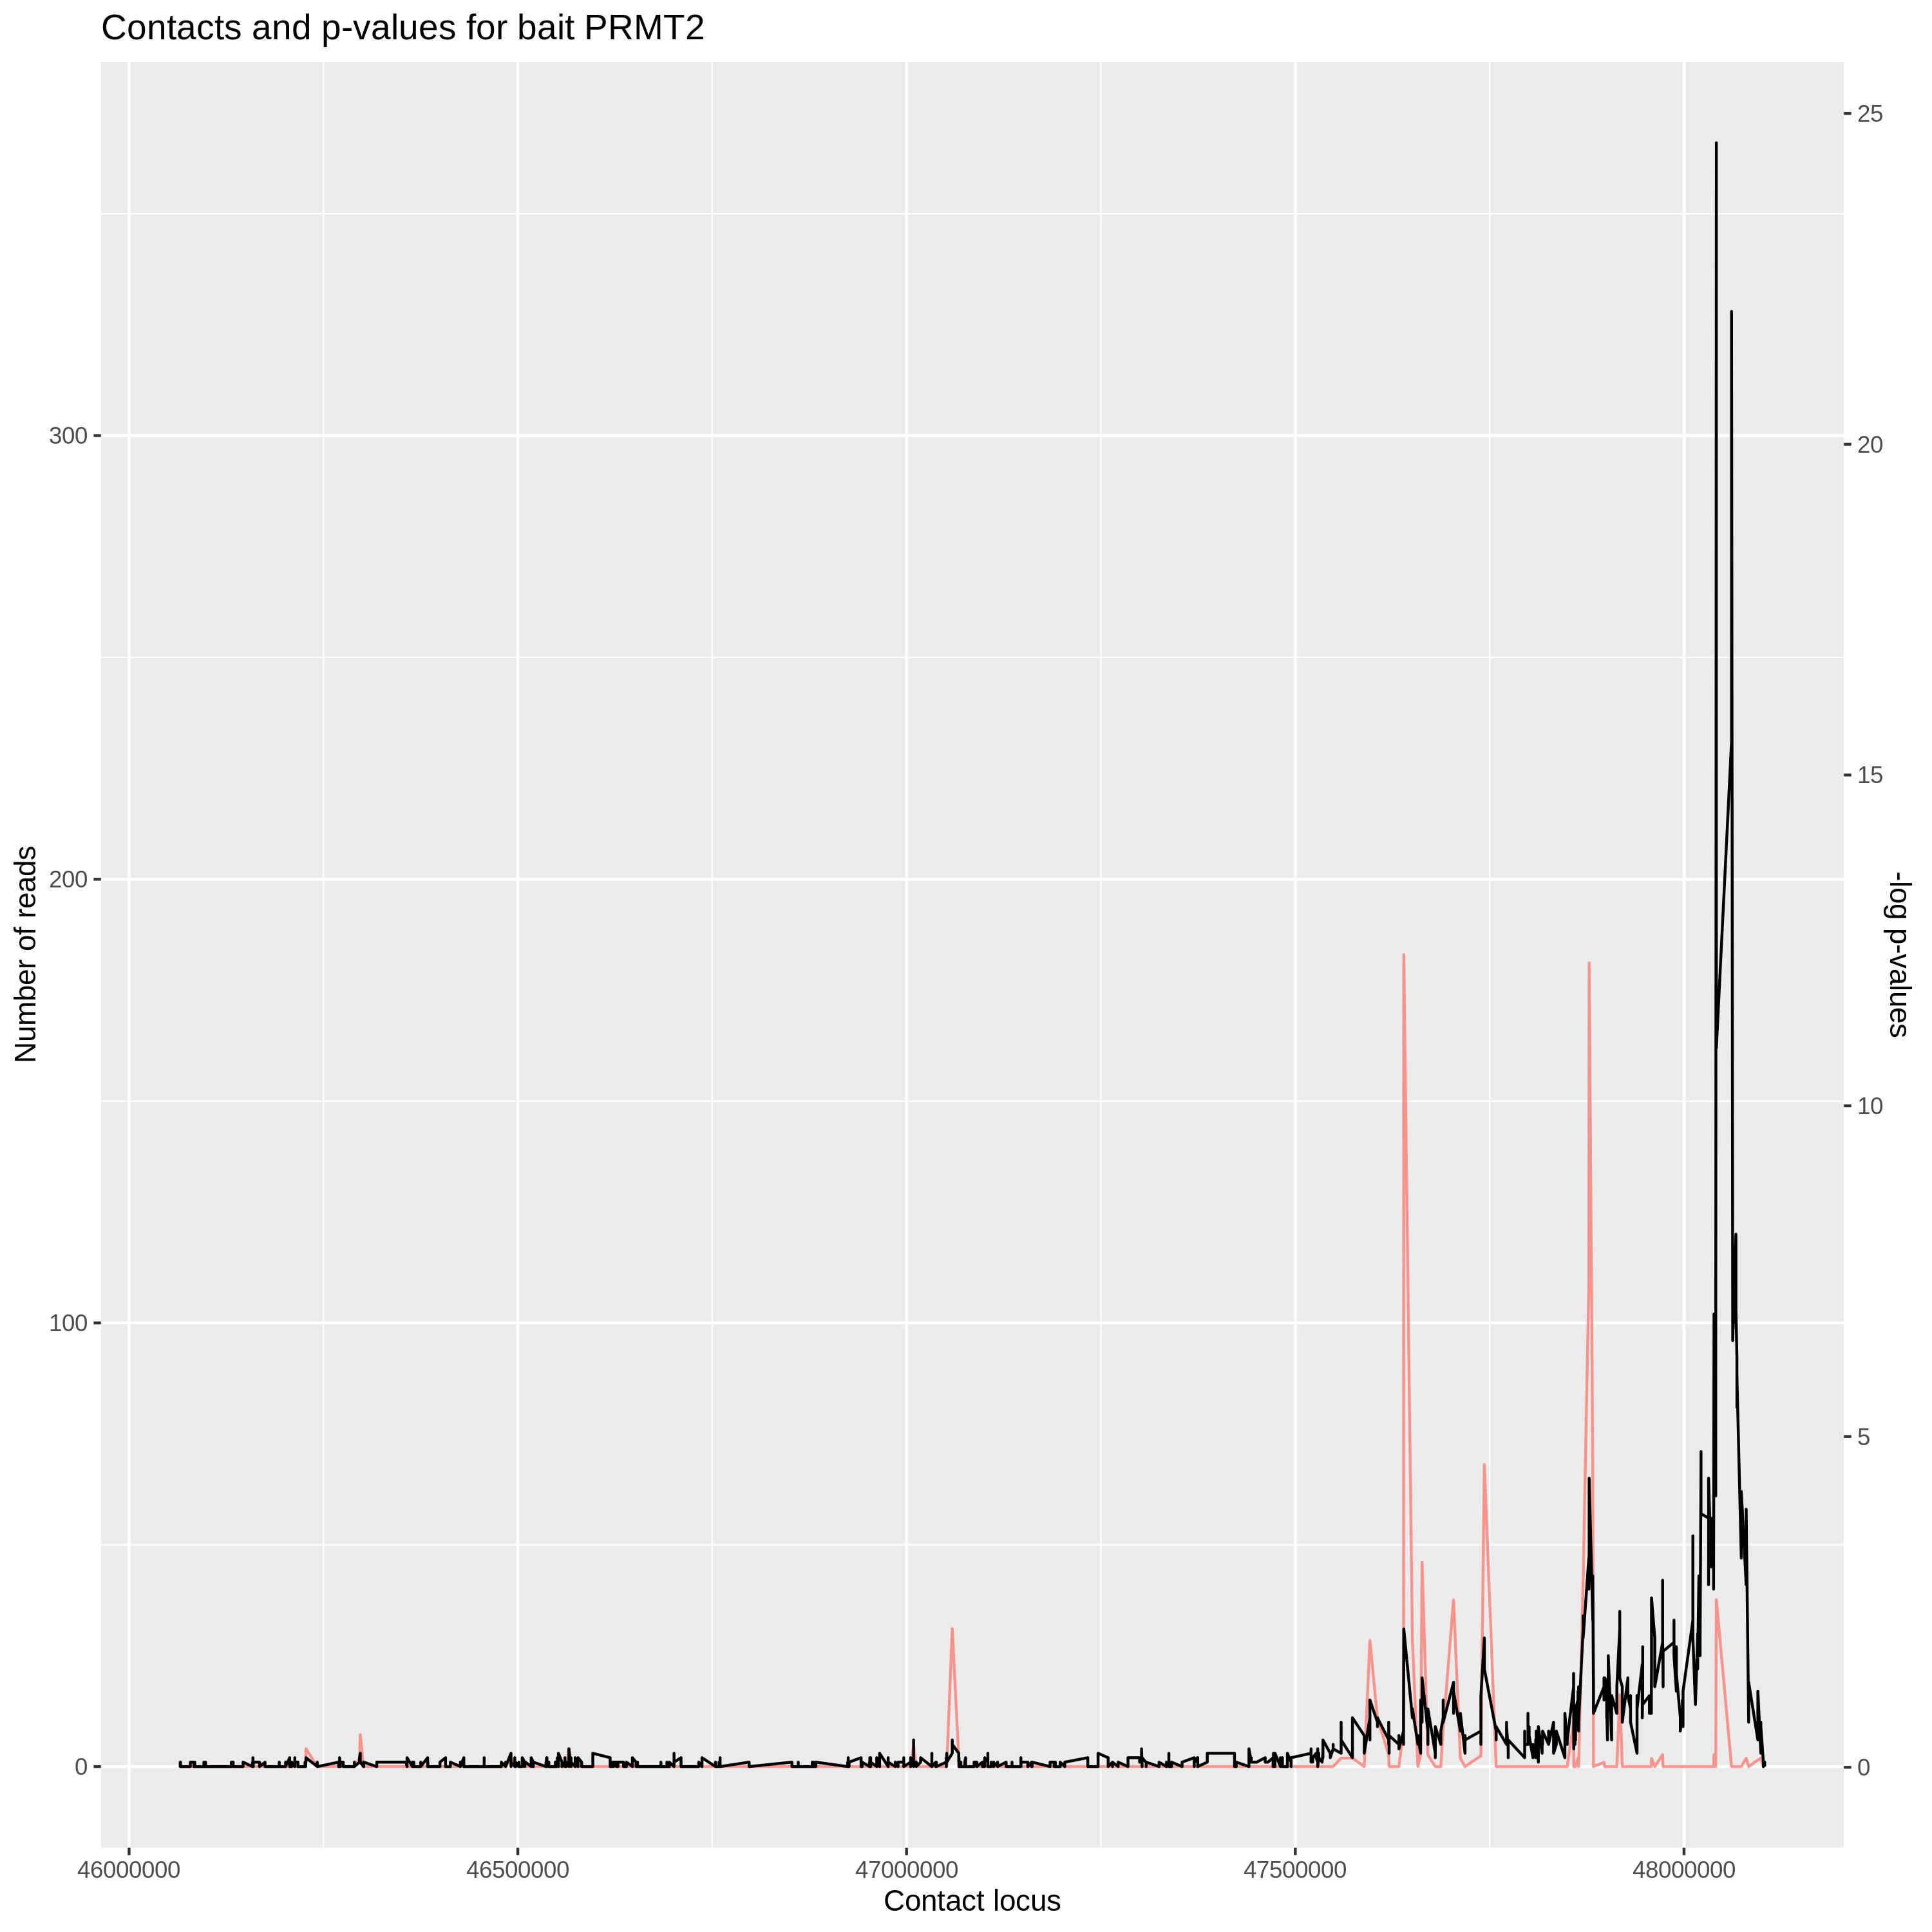 Contacts and p-values for bait PRMT2
Number of reads
300
200
100
0
25
20
15
10
5
0
-log p-values
46000000 46500000 47000000 47500000 48000000
Contact locus